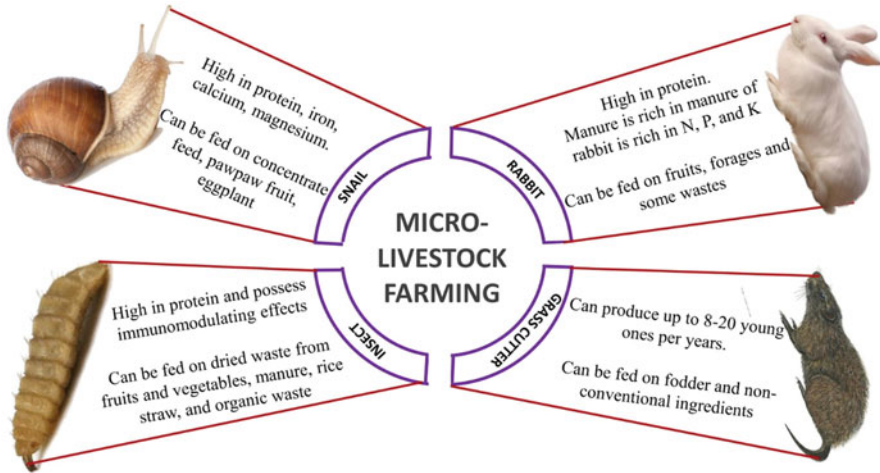 High in protein, iron,
calcium, magnesium.
Can be fed on concentrate
feed, pawpaw fruit,
eggplant
SNAIL
High in protein.
Manure is rich in manure of
rabbit is rich in N, P, and K
Can be fed on fruits, forages and
some wastes
RABBIT
MICRO-
LIVESTOCK
FARMING
High in protein and possess
immunomodulating effects
Can be fed on dried waste from
fruits and vegetables, manure, rice
straw, and organic waste
INSECT
Can produce up to 8-20 young
ones per years.
Can be fed on fodder and non-
conventional ingredients
GRASS CUTTER